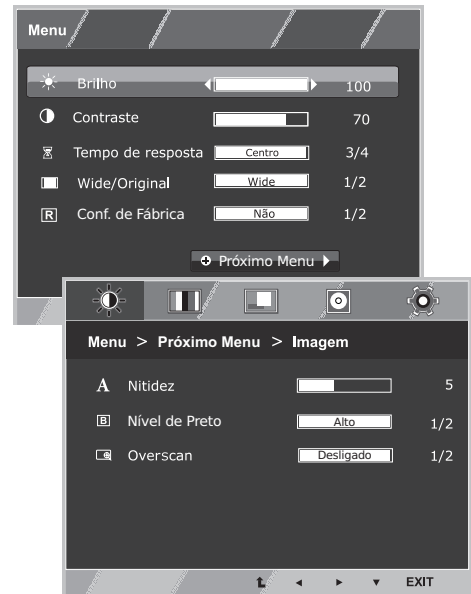 Menu
Brilho 100
Contraste 70
Tempo de resposta Centro 3/4
Wide/Original Wide 1/2
R Conf. de Fábrica Não 1/2
Próximo Menu
Menu > Próximo Menu > Imagem
A Nitidez 5
B Nível de Preto Alto 1/2
Overscan Desligado 1/2
EXIT